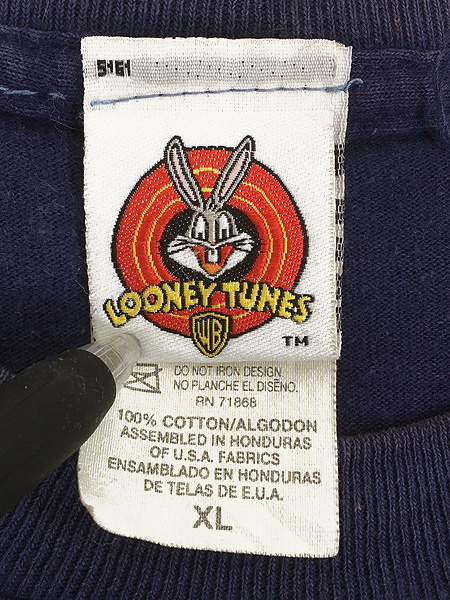 LOONEY TUNES
WB
TM
DO NOT IRON DESIGN
NO PLANCHE EL DISEÑO.
RN 71868
100% COTTON/ALGODON
ASSEMBLED IN HONDURAS
OF U.S.A. FABRICS
ENSAMBLADO EN HONDURAS
DE TELAS DE E.U.A.
XL